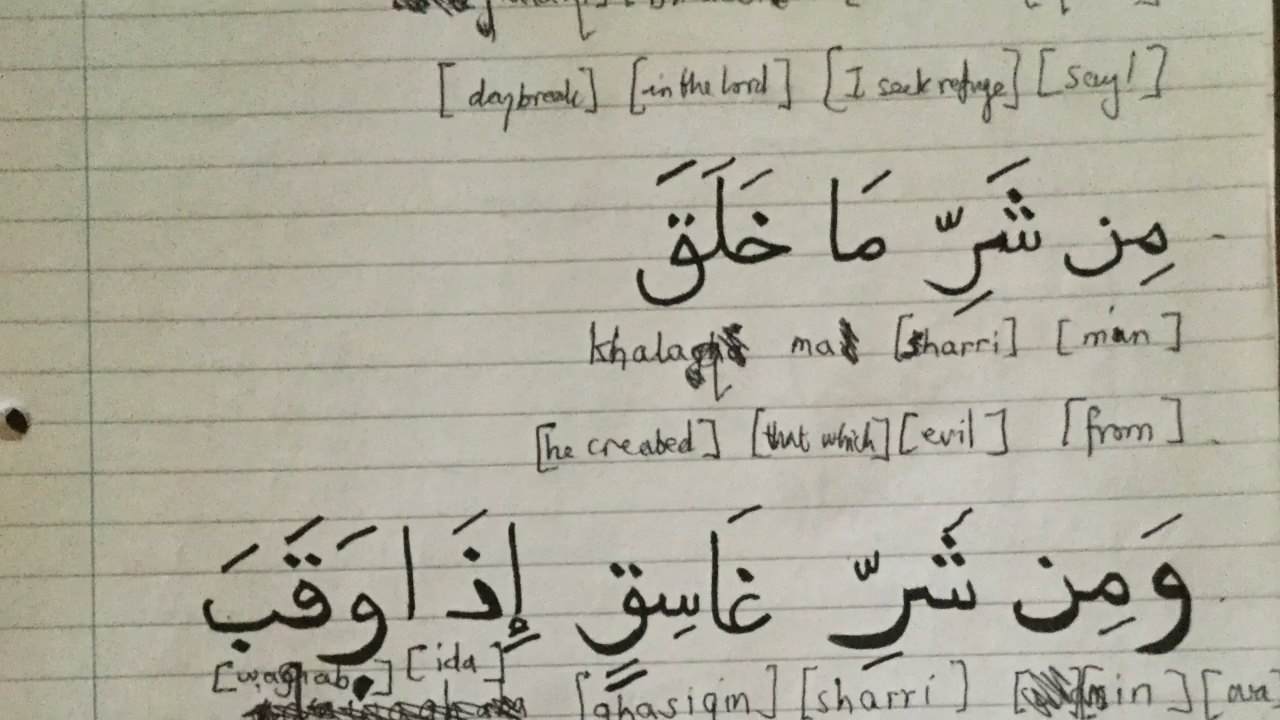 [daybreak] [in the lord] [I seek refuge] [say!]
مِن شَرِّ مَا خَلَقَ
khalaq ma [sharri] [min]
[he created] [that which] [evil] [from]
وَمِن شَرِّ غَاسِقٍ إِذَا وَقَبَ
[waqab] [ida]
[ghasiqin] [sharri] [min]